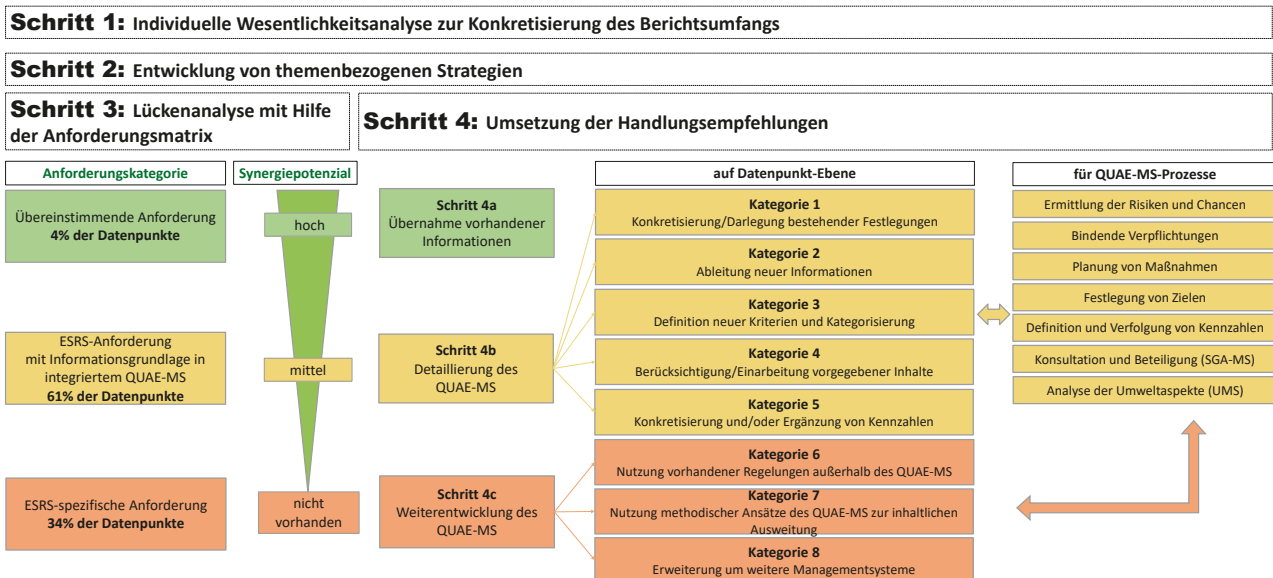 Schritt 1: Individuelle Wesentlichkeitsanalyse zur Konkretisierung des Berichtsumfangs
Schritt 2: Entwicklung von themenbezogenen Strategien
Schritt 3: Lückenanalyse mit Hilfe
der Anforderungsmatrix
Schritt 4: Umsetzung der Handlungsempfehlungen
Anforderungskategorie
Synergiepotenzial
auf Datenpunkt-Ebene
für QUAE-MS-Prozesse
Übereinstimmende Anforderung
4% der Datenpunkte
hoch
Schritt 4a
Übernahme vorhandener
Informationen
ESRS-Anforderung
mit Informationsgrundlage in
integriertem QUAE-MS
61% der Datenpunkte
mittel
Schritt 4b
Detaillierung des
QUAE-MS
Kategorie 1
Konkretisierung/Darlegung bestehender Festlegungen
Kategorie 2
Ableitung neuer Informationen
Kategorie 3
Definition neuer Kriterien und Kategorisierung
Kategorie 4
Berücksichtigung/Einarbeitung vorgegebener Inhalte
Kategorie 5
Konkretisierung und/oder Ergänzung von Kennzahlen
Ermittlung der Risiken und Chancen
Bindende Verpflichtungen
Planung von Maßnahmen
Festlegung von Zielen
Definition und Verfolgung von Kennzahlen
Konsultation und Beteiligung (SGA-MS)
Analyse der Umweltaspekte (UMS)
ESRS-spezifische Anforderung
34% der Datenpunkte
nicht
vorhanden
Schritt 4c
Weiterentwicklung des
QUAE-MS
Kategorie 6
Nutzung vorhandener Regelungen außerhalb des QUAE-MS
Kategorie 7
Nutzung methodischer Ansätze des QUAE-MS zur inhaltlichen
Ausweitung
Kategorie 8
Erweiterung um weitere Managementsysteme